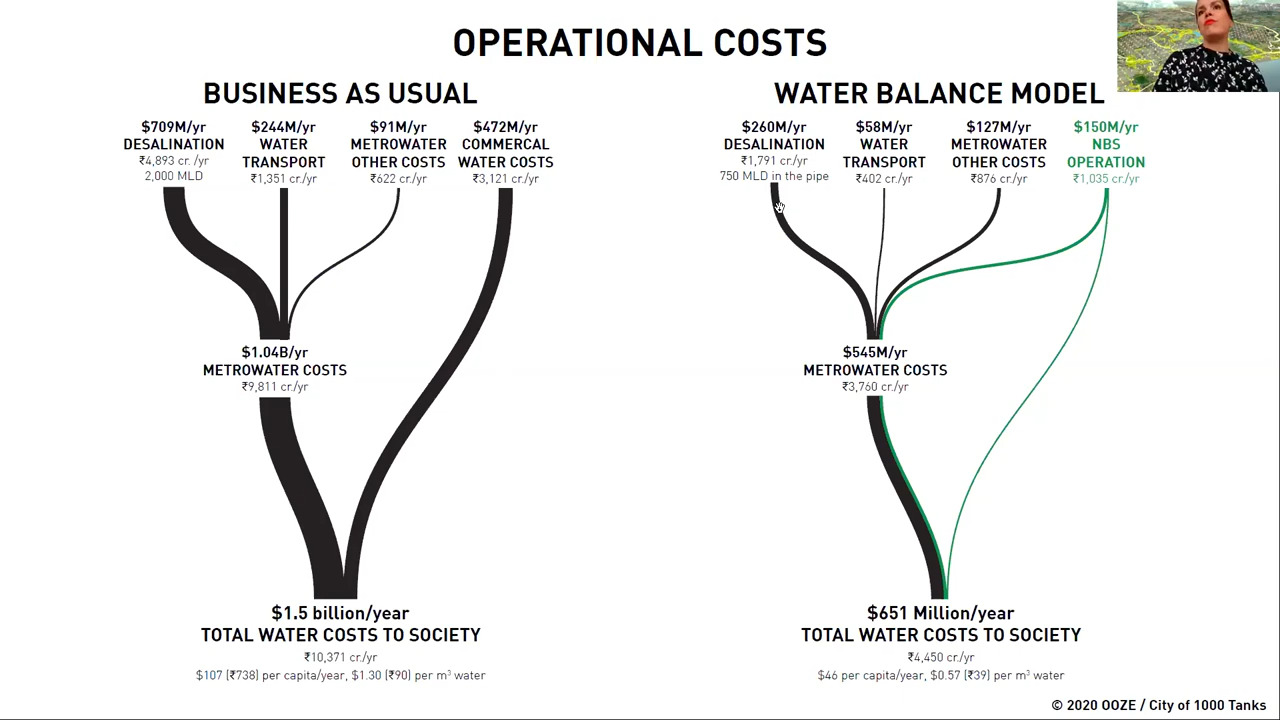 OPERATIONAL COSTS
BUSINESS AS USUAL
$709M/yr
DESALINATION
₹4,893 cr. /yr
2,000 MLD
$244M/yr
WATER
TRANSPORT
₹1,351 cr/yr
$91M/yr
METROWATER
OTHER COSTS
₹622 cr/yr
$472M/yr
COMMERCAL
WATER COSTS
₹3,121 cr/yr
$1.04B/yr
METROWATER COSTS
₹9,811 cr./yr
$1.5 billion/year
TOTAL WATER COSTS TO SOCIETY
₹10,371 cr/yr
$107 (₹738) per capita/year, $1.30 (₹90) per m³ water
WATER BALANCE MODEL
$260M/yr
DESALINATION
₹1,791 cr/yr
750 MLD in the pipe
$58M/yr
WATER
TRANSPORT
₹402 cr/yr
$127M/yr
METROWATER
OTHER COSTS
₹876 cr/yr
$150M/yr
NBS
OPERATION
₹1,035 cr/yr
$545M/yr
METROWATER COSTS
₹3,760 cr./yr
$651 Million/year
TOTAL WATER COSTS TO SOCIETY
₹4,450 cr./yr
$46 per capita/year, $0.57 (₹39) per m³ water
© 2020 OOZE / City of 1000 Tanks